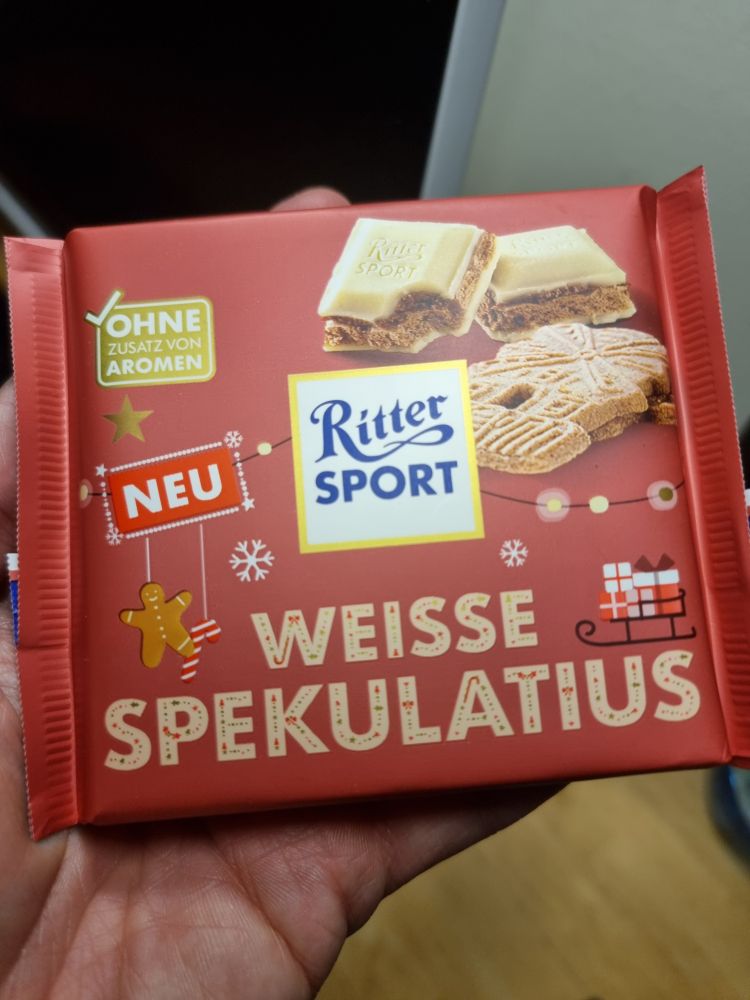 Ritter
SPORT
OHNE
ZUSATZ VON
AROMEN
Ritter
SPORT
NEU
WEISSE
SPEKULATIUS